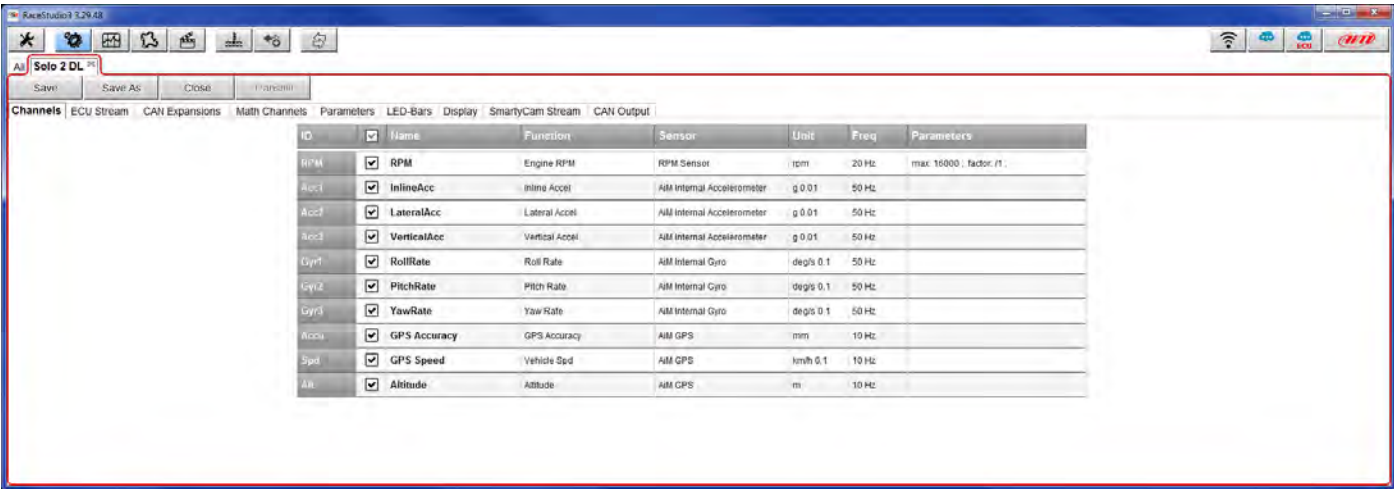 RaceStudio3 3.29.48
ECU
AiM
All Solo 2 DL
Save Save As Close Transmit
Channels ECU Stream CAN Expansions Math Channels Parameters LED-Bars Display SmartyCam Stream CAN Output
ID Name Function Sensor Unit Freq Parameters
RPM RPM Engine RPM RPM Sensor rpm 20 Hz max: 16000 ; factor: /1 ;
Acc1 InlineAcc Inline Accel AiM Internal Accelerometer g 0.01 50 Hz
Acc2 LateralAcc Lateral Accel AiM Internal Accelerometer g 0.01 50 Hz
Acc3 VerticalAcc Vertical Accel AiM Internal Accelerometer g 0.01 50 Hz
Gyr1 RollRate Roll Rate AiM Internal Gyro deg/s 0.1 50 Hz
Gyr2 PitchRate Pitch Rate AiM Internal Gyro deg/s 0.1 50 Hz
Gyr3 YawRate Yaw Rate AiM Internal Gyro deg/s 0.1 50 Hz
Accu GPS Accuracy GPS Accuracy AiM GPS mm 10 Hz
Spd GPS Speed Vehicle Spd AiM GPS km/h 0.1 10 Hz
Alt Altitude Altitude AiM GPS m 10 Hz